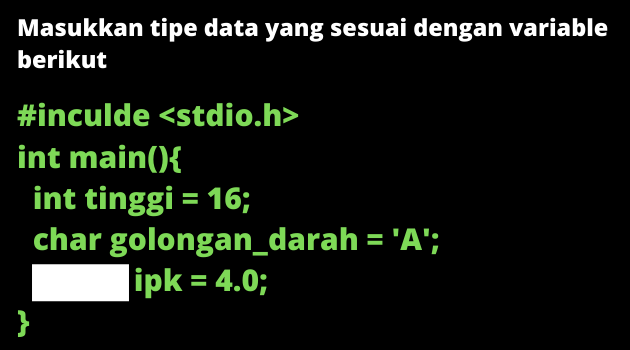 Masukkan tipe data yang sesuai dengan variable
berikut
#inculde <stdio.h>
int main(){
int tinggi = 16;
char golongan_darah = 'A';
ipk = 4.0;
}